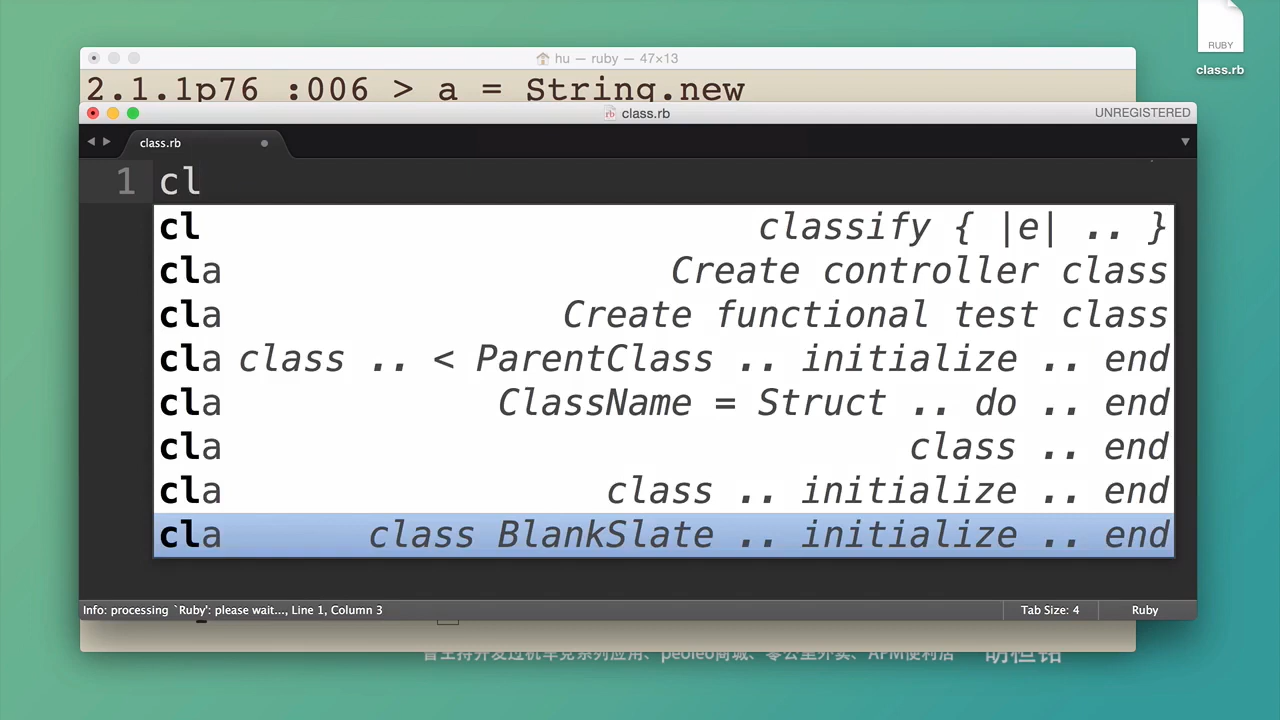 RUBY
class.rb
hu — ruby — 47×13
2.1.1p76 :006 > a = String.new
class.rb
UNREGISTERED
class.rb
1 cl
cl classify { |e| .. }
cla Create controller class
cla Create functional test class
cla class .. < ParentClass .. initialize .. end
cla ClassName = Struct .. do .. end
cla class .. end
cla class .. initialize .. end
cla class BlankSlate .. initialize .. end
Info: processing `Ruby': please wait..., Line 1, Column 3
Tab Size: 4
Ruby